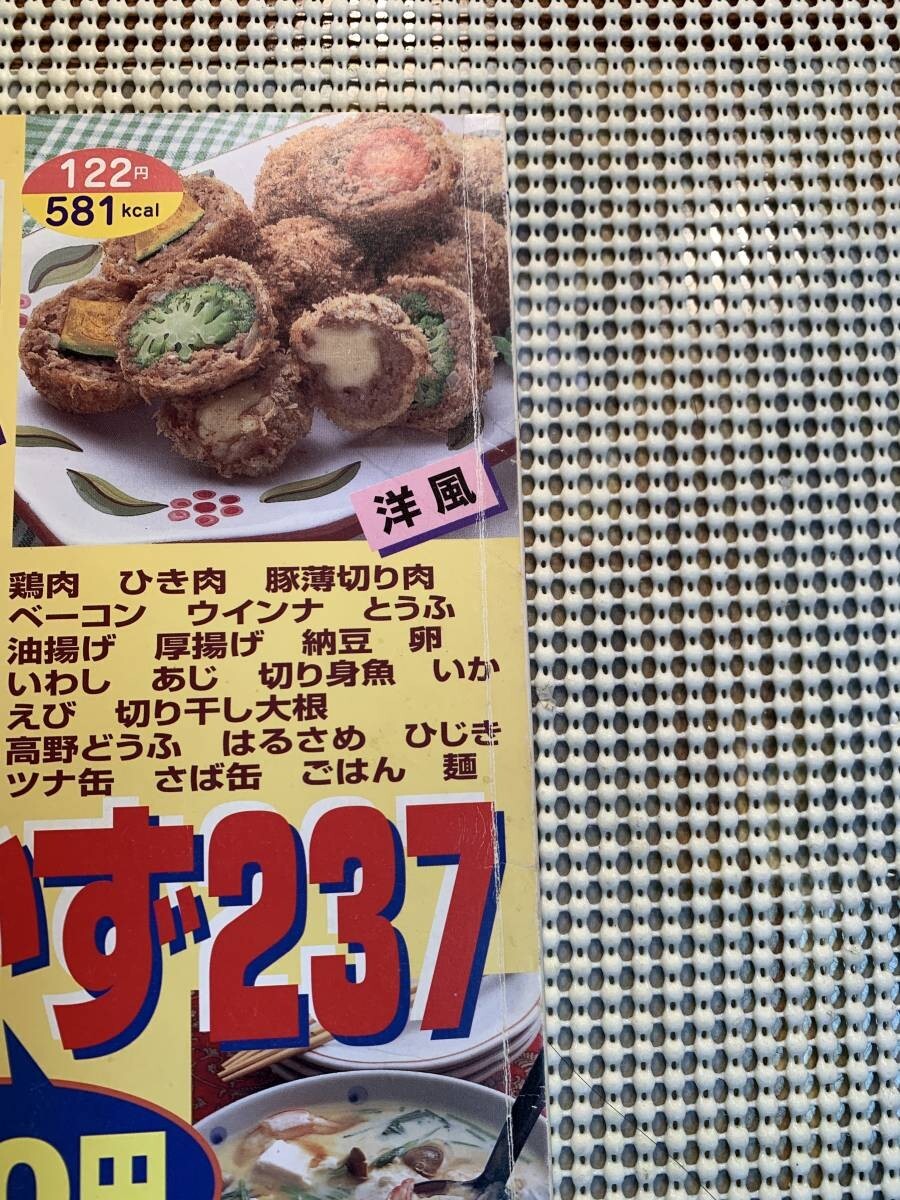 122円
581kcal
洋風
鶏肉 ひき肉 豚薄切り肉
ベーコン ウインナ とうふ
油揚げ 厚揚げ 納豆 卵
いわし あじ 切り身魚 いか
えび 切り干し大根
高野どうふ はるさめ ひじき
ツナ缶 さば缶 ごはん 麺
ず237
0円